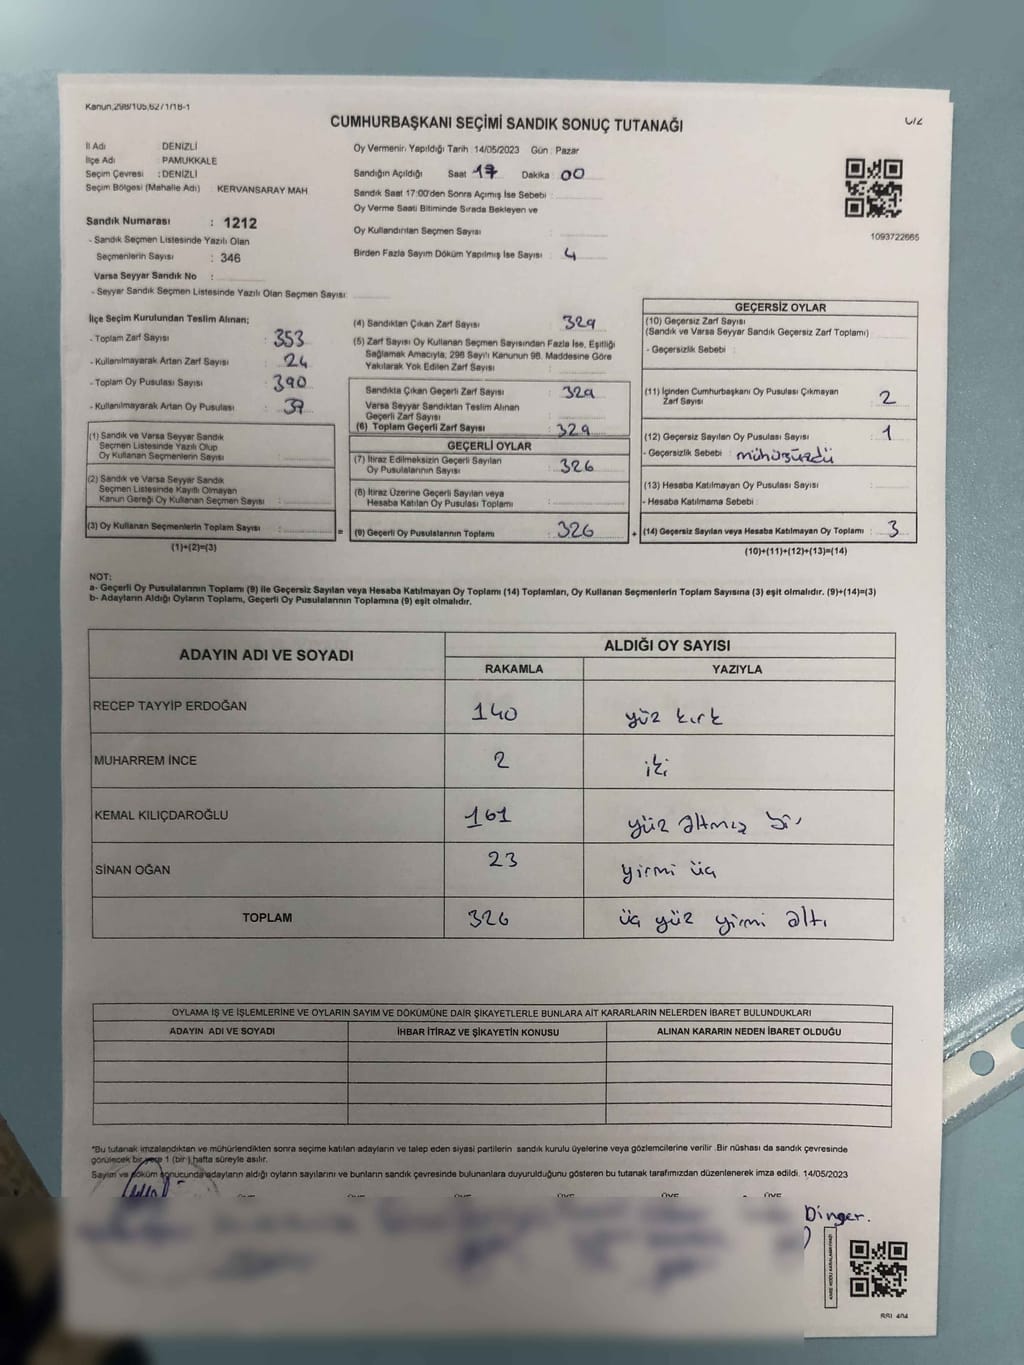 Kanun,298/105,62/1/18-1
CUMHURBAŞKANI SEÇİMİ SANDIK SONUÇ TUTANAĞI
İl Adı DENİZLİ
İlçe Adı PAMUKKALE
Seçim Çevresi : DENİZLİ
Seçim Bölgesi (Mahalle Adı) : KERVANSARAY MAH
Sandık Numarası : 1212
- Sandık Seçmen Listesinde Yazılı Olan
Seçmenlerin Sayısı : 346
Varsa Seyyar Sandık No :
- Seyyar Sandık Seçmen Listesinde Yazılı Olan Seçmen Sayısı:
Oy Vermenin Yapıldığı Tarih :14/05/2023 Gün : Pazar
Sandığın Açıldığı Saat 17 Dakika 00
Sandık Saat 17:00'den Sonra Açımış İse Sebebi :
Oy Verme Saati Bitiminde Sırada Bekleyen ve
Oy Kullandırılan Seçmen Sayısı :
Birden Fazla Sayım Döküm Yapılmış İse Sayısı : 4
1093722665
İlçe Seçim Kurulundan Teslim Alınan;
- Toplam Zarf Sayısı : 353
- Kullanılmayarak Artan Zarf Sayısı : 24
- Toplam Oy Pusulası Sayısı : 390
- Kullanılmayarak Artan Oy Pusulası : 37
(1) Sandık ve Varsa Seyyar Sandık
Seçmen Listesinde Yazılı Olup
Oy Kullanan Seçmenlerin Sayısı :
(2) Sandık ve Varsa Seyyar Sandık
Seçmen Listesinde Kayıtlı Olmayan
Kanun Gereği Oy Kullanan Seçmen Sayısı :
(3) Oy Kullanan Seçmenlerin Toplam Sayısı : =
(1)+(2)=(3)
(4) Sandıktan Çıkan Zarf Sayısı : 329
(5) Zarf Sayısı Oy Kullanan Seçmen Sayısından Fazla İse, Eşitliği
Sağlamak Amacıyla, 298 Sayılı Kanunun 98. Maddesine Göre
Yakılarak Yok Edilen Zarf Sayısı :
Sandıkta Çıkan Geçerli Zarf Sayısı : 329
Varsa Seyyar Sandıktan Teslim Alınan
Geçerli Zarf Sayısı :
(6) Toplam Geçerli Zarf Sayısı : 329
GEÇERLİ OYLAR
(7) İtiraz Edilmeksizin Geçerli Sayılan
Oy Pusulalarının Sayısı : 326
(8) İtiraz Üzerine Geçerli Sayılan veya
Hesaba Katılan Oy Pusulası Toplamı :
(9) Geçerli Oy Pusulalarının Toplamı : 326 +
GEÇERSİZ OYLAR
(10) Geçersiz Zarf Sayısı
(Sandık ve Varsa Seyyar Sandık Geçersiz Zarf Toplamı)
- Geçersizlik Sebebi :
(11) İçinden Cumhurbaşkanı Oy Pusulası Çıkmayan
Zarf Sayısı : 2
(12) Geçersiz Sayılan Oy Pusulası Sayısı : 1
- Geçersizlik Sebebi : mühürsüzdü
(13) Hesaba Katılmayan Oy Pusulası Sayısı :
- Hesaba Katılmama Sebebi :
(14) Geçersiz Sayılan veya Hesaba Katılmayan Oy Toplamı : 3
(10)+(11)+(12)+(13)=(14)
NOT:
a- Geçerli Oy Pusulalarının Toplamı (9) ile Geçersiz Sayılan veya Hesaba Katılmayan Oy Toplamı (14) Toplamları, Oy Kullanan Seçmenlerin Toplam Sayısına (3) eşit olmalıdır. (9)+(14)=(3)
b- Adayların Aldığı Oyların Toplamı, Geçerli Oy Pusulalarının Toplamına (9) eşit olmalıdır.
ADAYIN ADI VE SOYADI
ALDIĞI OY SAYISI
RAKAMLA YAZIYLA
RECEP TAYYİP ERDOĞAN 140 yüz kırk
MUHARREM İNCE 2 iki
KEMAL KILIÇDAROĞLU 161 yüz altmış bir
SİNAN OĞAN 23 yirmi üç
TOPLAM 326 üç yüz yirmi altı
OYLAMA İŞ VE İŞLEMLERİNE VE OYLARIN SAYIM VE DÖKÜMÜNE DAİR ŞİKAYETLERLE BUNLARA AİT KARARLARIN NELERDEN İBARET BULUNDUKLARI
ADAYIN ADI VE SOYADI İHBAR İTİRAZ VE ŞİKAYETİN KONUSU ALINAN KARARIN NEDEN İBARET OLDUĞU
*Bu tutanak imzalandıktan ve mühürlendikten sonra seçime katılan adayların ve talep eden siyasi partilerin sandık kurulu üyelerine veya gözlemcilerine verilir .Bir nüshası da sandık çevresinde
görülecek bir yere 1 (bir) hafta süreyle asılır.
Sayım ve döküm sonucunda adayların aldığı oyların sayılarını ve bunların sandık çevresinde bulunanlara duyurulduğunu gösteren bu tutanak tarafımızdan düzenlenerek imza edildi. 14/05/2023
Dinçer.